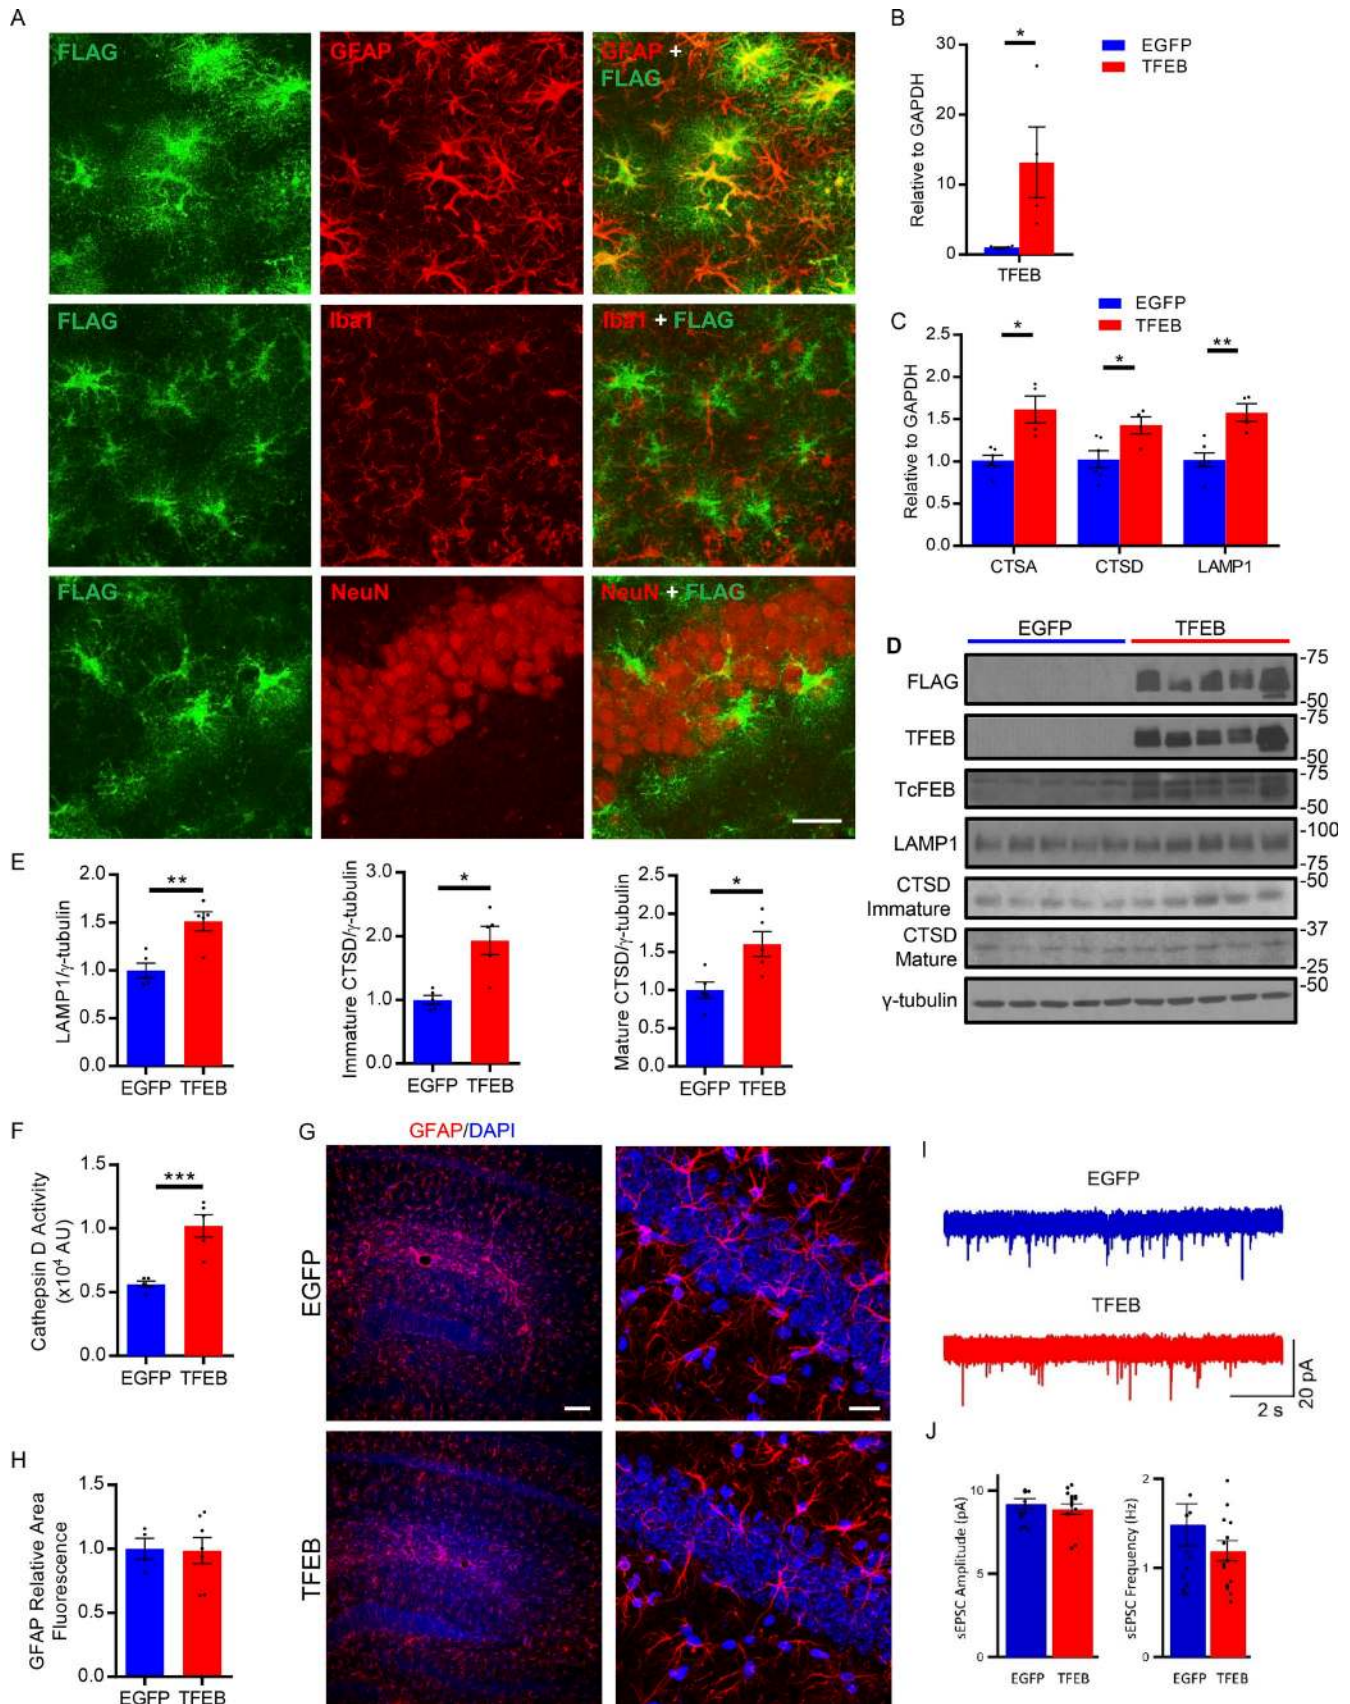 A
FLAG
GFAP
GFAP +
FLAG
FLAG
Iba1
Iba1 + FLAG
FLAG
NeuN
NeuN + FLAG
B
Relative to GAPDH
30
20
10
0
*
TFEB
EGFP
TFEB
C
EGFP
TFEB
Relative to GAPDH
2.5
2.0
1.5
1.0
0.5
0.0
*
*
**
CTSA
CTSD
LAMP1
D
EGFP
TFEB
FLAG
-75
-50
TFEB
-75
-50
TcFEB
-75
-50
LAMP1
-100
-75
CTSD
Immature
-50
CTSD
Mature
-37
-25
γ-tubulin
-50
E
LAMP1/γ-tubulin
2.0
1.5
1.0
0.5
0.0
**
EGFP TFEB
Immature CTSD/γ-tubulin
3.0
2.0
1.0
0.0
*
EGFP TFEB
Mature CTSD/γ-tubulin
2.5
2.0
1.5
1.0
0.5
0.0
*
EGFP TFEB
F
Cathepsin D Activity
(x10⁴ AU)
1.5
1.0
0.5
0.0
***
EGFP TFEB
G
GFAP/DAPI
EGFP
TFEB
H
GFAP Relative Area
Fluorescence
1.5
1.0
0.5
0.0
EGFP TFEB
I
EGFP
TFEB
20 pA
2 s
J
sEPSC Amplitude (pA)
10
5
0
EGFP TFEB
sEPSC Frequency (Hz)
2
1
0
EGFP TFEB